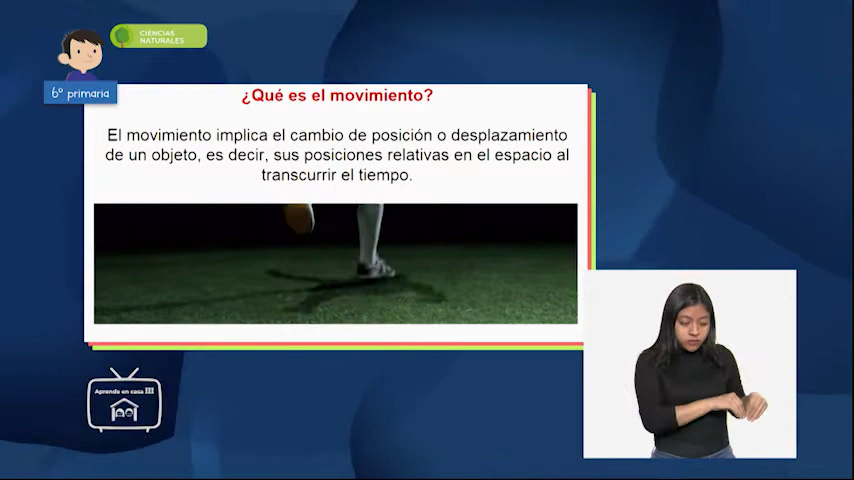 CIENCIAS
NATURALES
6° primaria
¿Qué es el movimiento?
El movimiento implica el cambio de posición o desplazamiento
de un objeto, es decir, sus posiciones relativas en el espacio al
transcurrir el tiempo.
Aprende en casa III